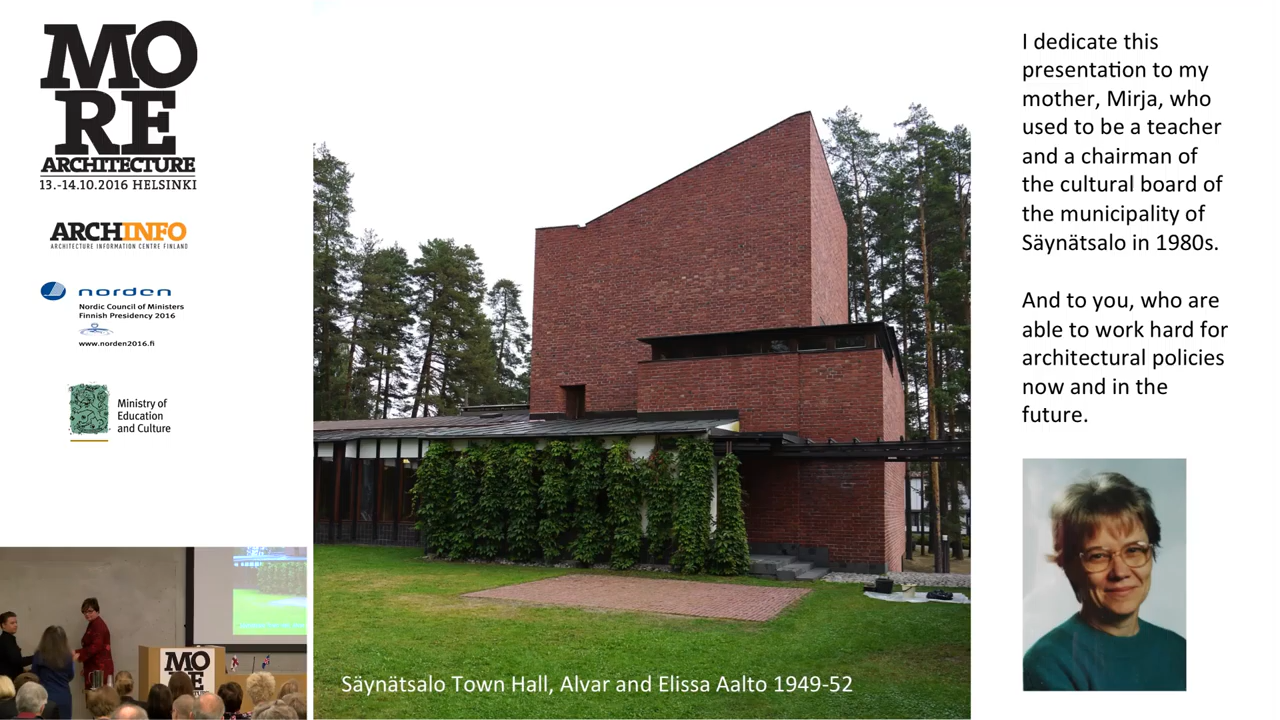 MO
RE
ARCHITECTURE
13.-14.10.2016 HELSINKI
ARCHINFO
ARCHITECTURE INFORMATION CENTRE FINLAND
norden
Nordic Council of Ministers
Finnish Presidency 2016
www.norden2016.fi
Ministry of
Education
and Culture
MO
RE
Säynätsalo Town Hall, Alvar and Elissa Aalto 1949-52
I dedicate this
presentation to my
mother, Mirja, who
used to be a teacher
and a chairman of
the cultural board of
the municipality of
Säynätsalo in 1980s.
And to you, who are
able to work hard for
architectural policies
now and in the
future.